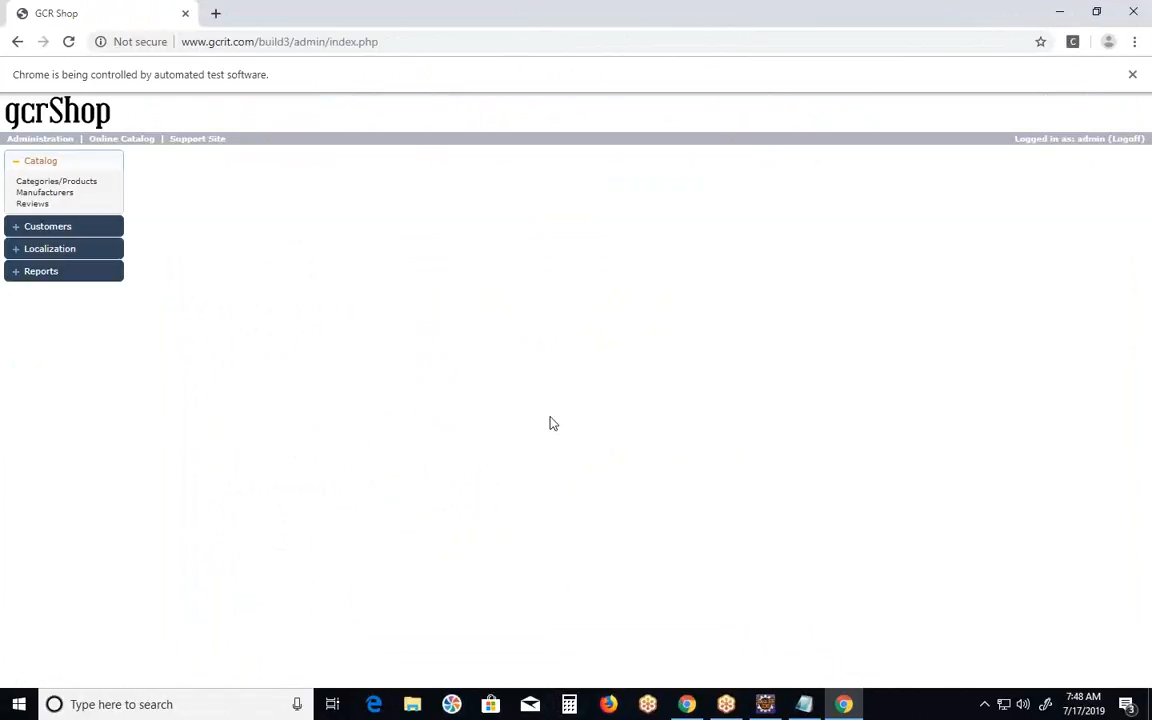 GCR Shop
Not secure | www.gcrit.com/build3/admin/index.php
Chrome is being controlled by automated test software.
gcrShop
Administration | Online Catalog | Support Site
Logged in as: admin (Logoff)
Catalog
Categories/Products
Manufacturers
Reviews
Customers
Localization
Reports
Type here to search
7:48 AM
7/17/2019
3